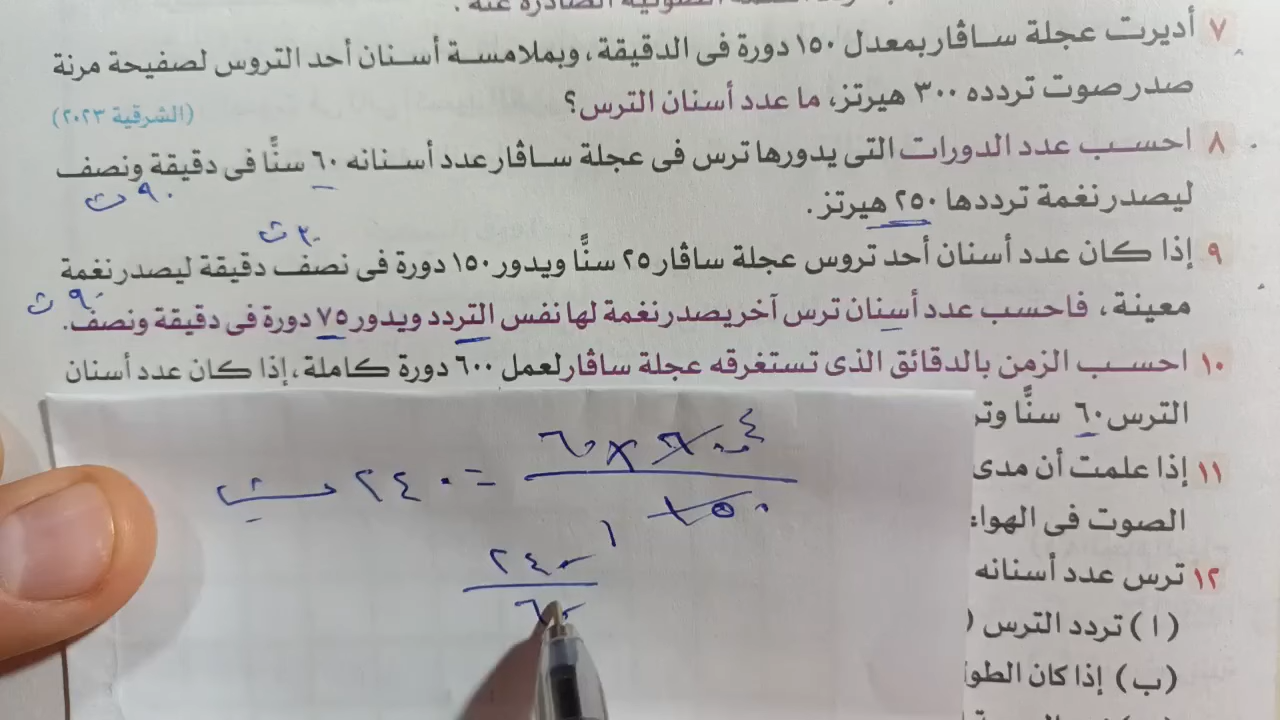 ٧ أديرت عجلة سافار بمعدل ١٥٠ دورة فى الدقيقة، وبملامسة أسنان أحد التروس لصفيحة مرنة
صدر صوت تردده ٣٠٠ هيرتز، ما عدد أسنان الترس؟ (الشرقية ٢٠٢٣)
٨ احسب عدد الدورات التى يدورها ترس فى عجلة سافار عدد أسنانه ٦٠ سنًّا فى دقيقة ونصف
٩٠ ث
ليصدر نغمة ترددها ٢٥٠ هيرتز.
٣٠ ث
٩ إذا كان عدد أسنان أحد تروس عجلة سافار ٢٥ سنًّا ويدور ١٥٠ دورة فى نصف دقيقة ليصدر نغمة
٩٠ ث
معينة، فاحسب عدد أسنان ترس آخر يصدر نغمة لها نفس التردد ويدور ٧٥ دورة فى دقيقة ونصف.
١٠ احسب الزمن بالدقائق الذى تستغرقه عجلة سافار لعمل ٦٠٠ دورة كاملة، إذا كان عدد أسنان
الترس ٦٠ سنًّا
١١ إذا علمت أن مدى
الصوت فى الهواء
١٢ ترس عدد أسنانه
(١) تردد الترس
(ب) إذا كان
= ٢٤٠ ث
١
٢٤٠
٦٠